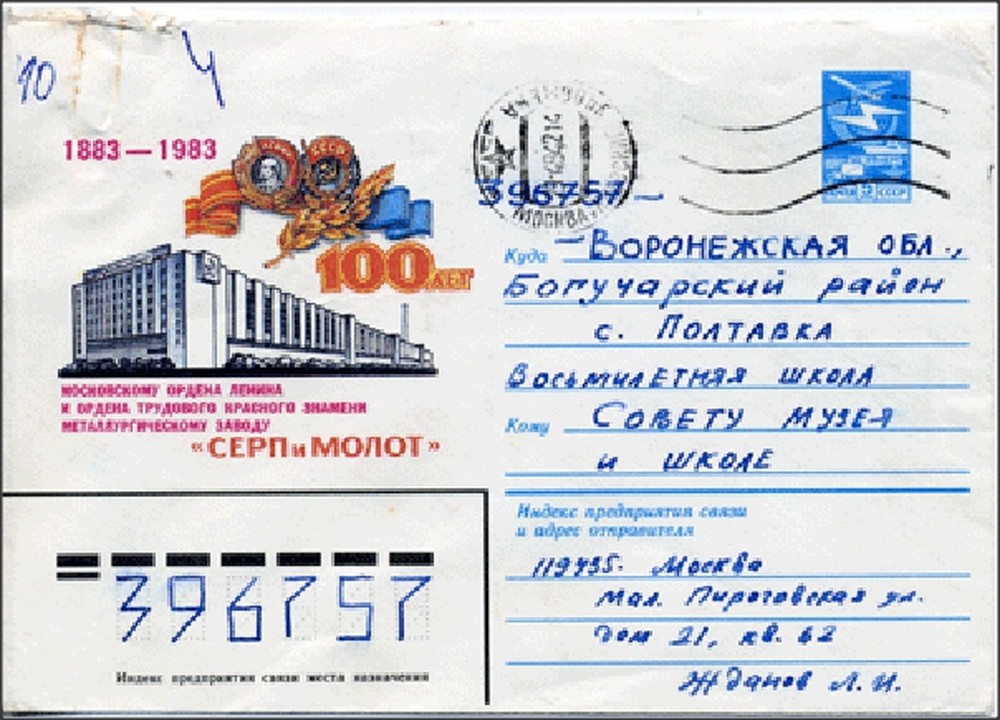 10 Ч
1883 — 1983
100 ЛЕТ
МОСКОВСКОМУ ОРДЕНА ЛЕНИНА
И ОРДЕНА ТРУДОВОГО КРАСНОГО ЗНАМЕНИ
МЕТАЛЛУРГИЧЕСКОМУ ЗАВОДУ
«СЕРП и МОЛОТ»
МОСКВА
396757 —
Куда — ВОРОНЕЖСКАЯ ОБЛ.,
Богучарский район
с. ПОЛТАВКА
Восьмилетняя школа
Кому СОВЕТУ МУЗЕЯ
и ШКОЛЕ
Индекс предприятия связи
и адрес отправителя
119435. Москва
Мал. Пироговская ул.
дом 21, кв. 62
Жданов Л. И.
396757
Индекс предприятия связи места назначения